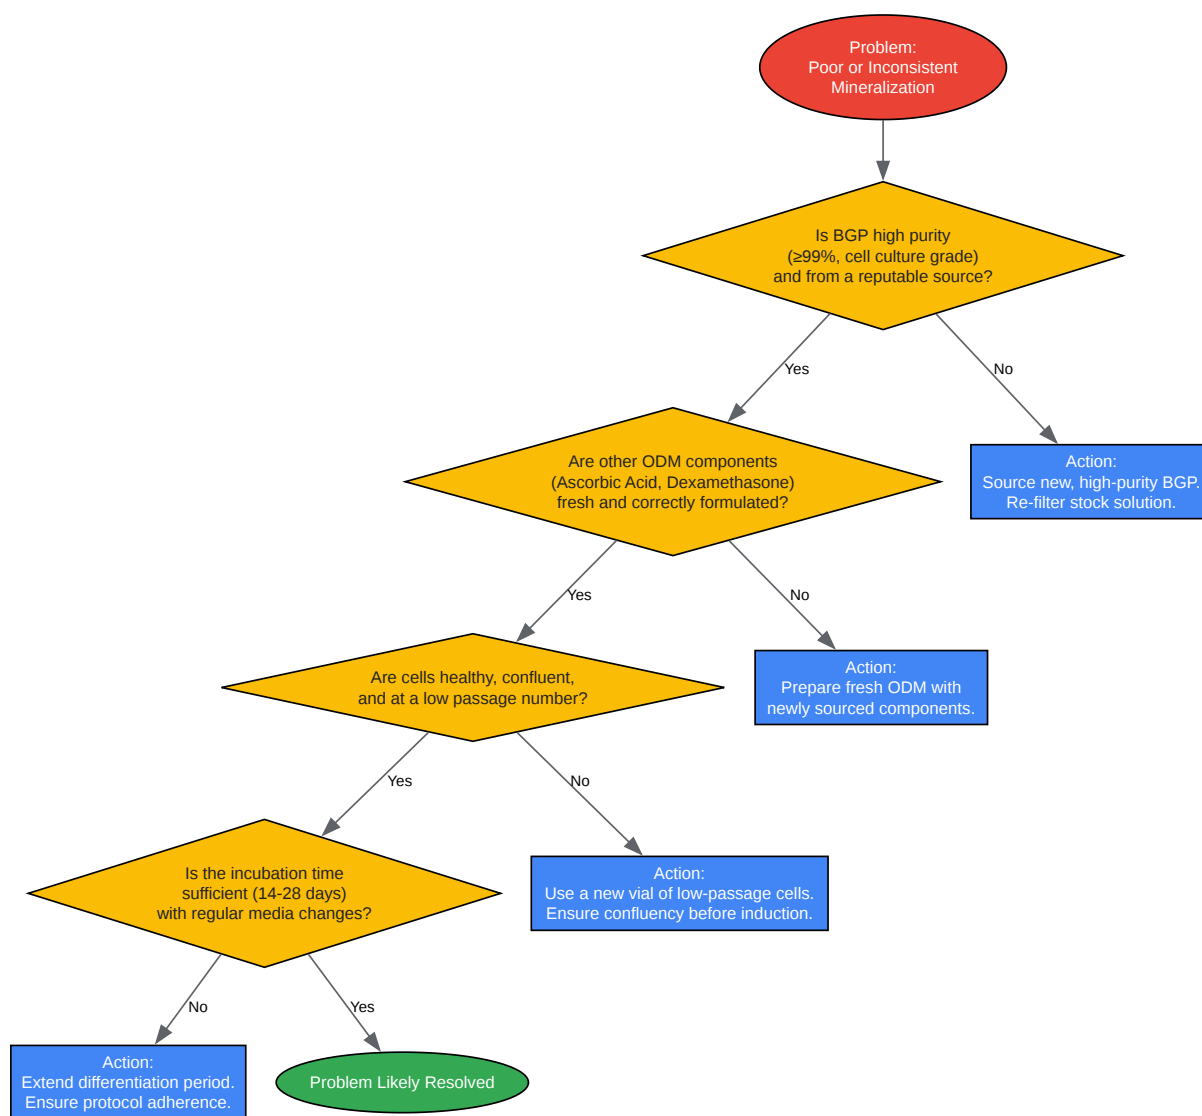 Problem:
Poor or Inconsistent
Mineralization
Is BGP high purity
(≥99%, cell culture grade)
and from a reputable source?
Yes
No
Are other ODM components
(Ascorbic Acid, Dexamethasone)
fresh and correctly formulated?
Action:
Source new, high-purity BGP.
Re-filter stock solution.
Yes
No
Are cells healthy, confluent,
and at a low passage number?
Action:
Prepare fresh ODM with
newly sourced components.
Yes
No
Is the incubation time
sufficient (14-28 days)
with regular media changes?
Action:
Use a new vial of low-passage cells.
Ensure confluency before induction.
No
Yes
Action:
Extend differentiation period.
Ensure protocol adherence.
Problem Likely Resolved